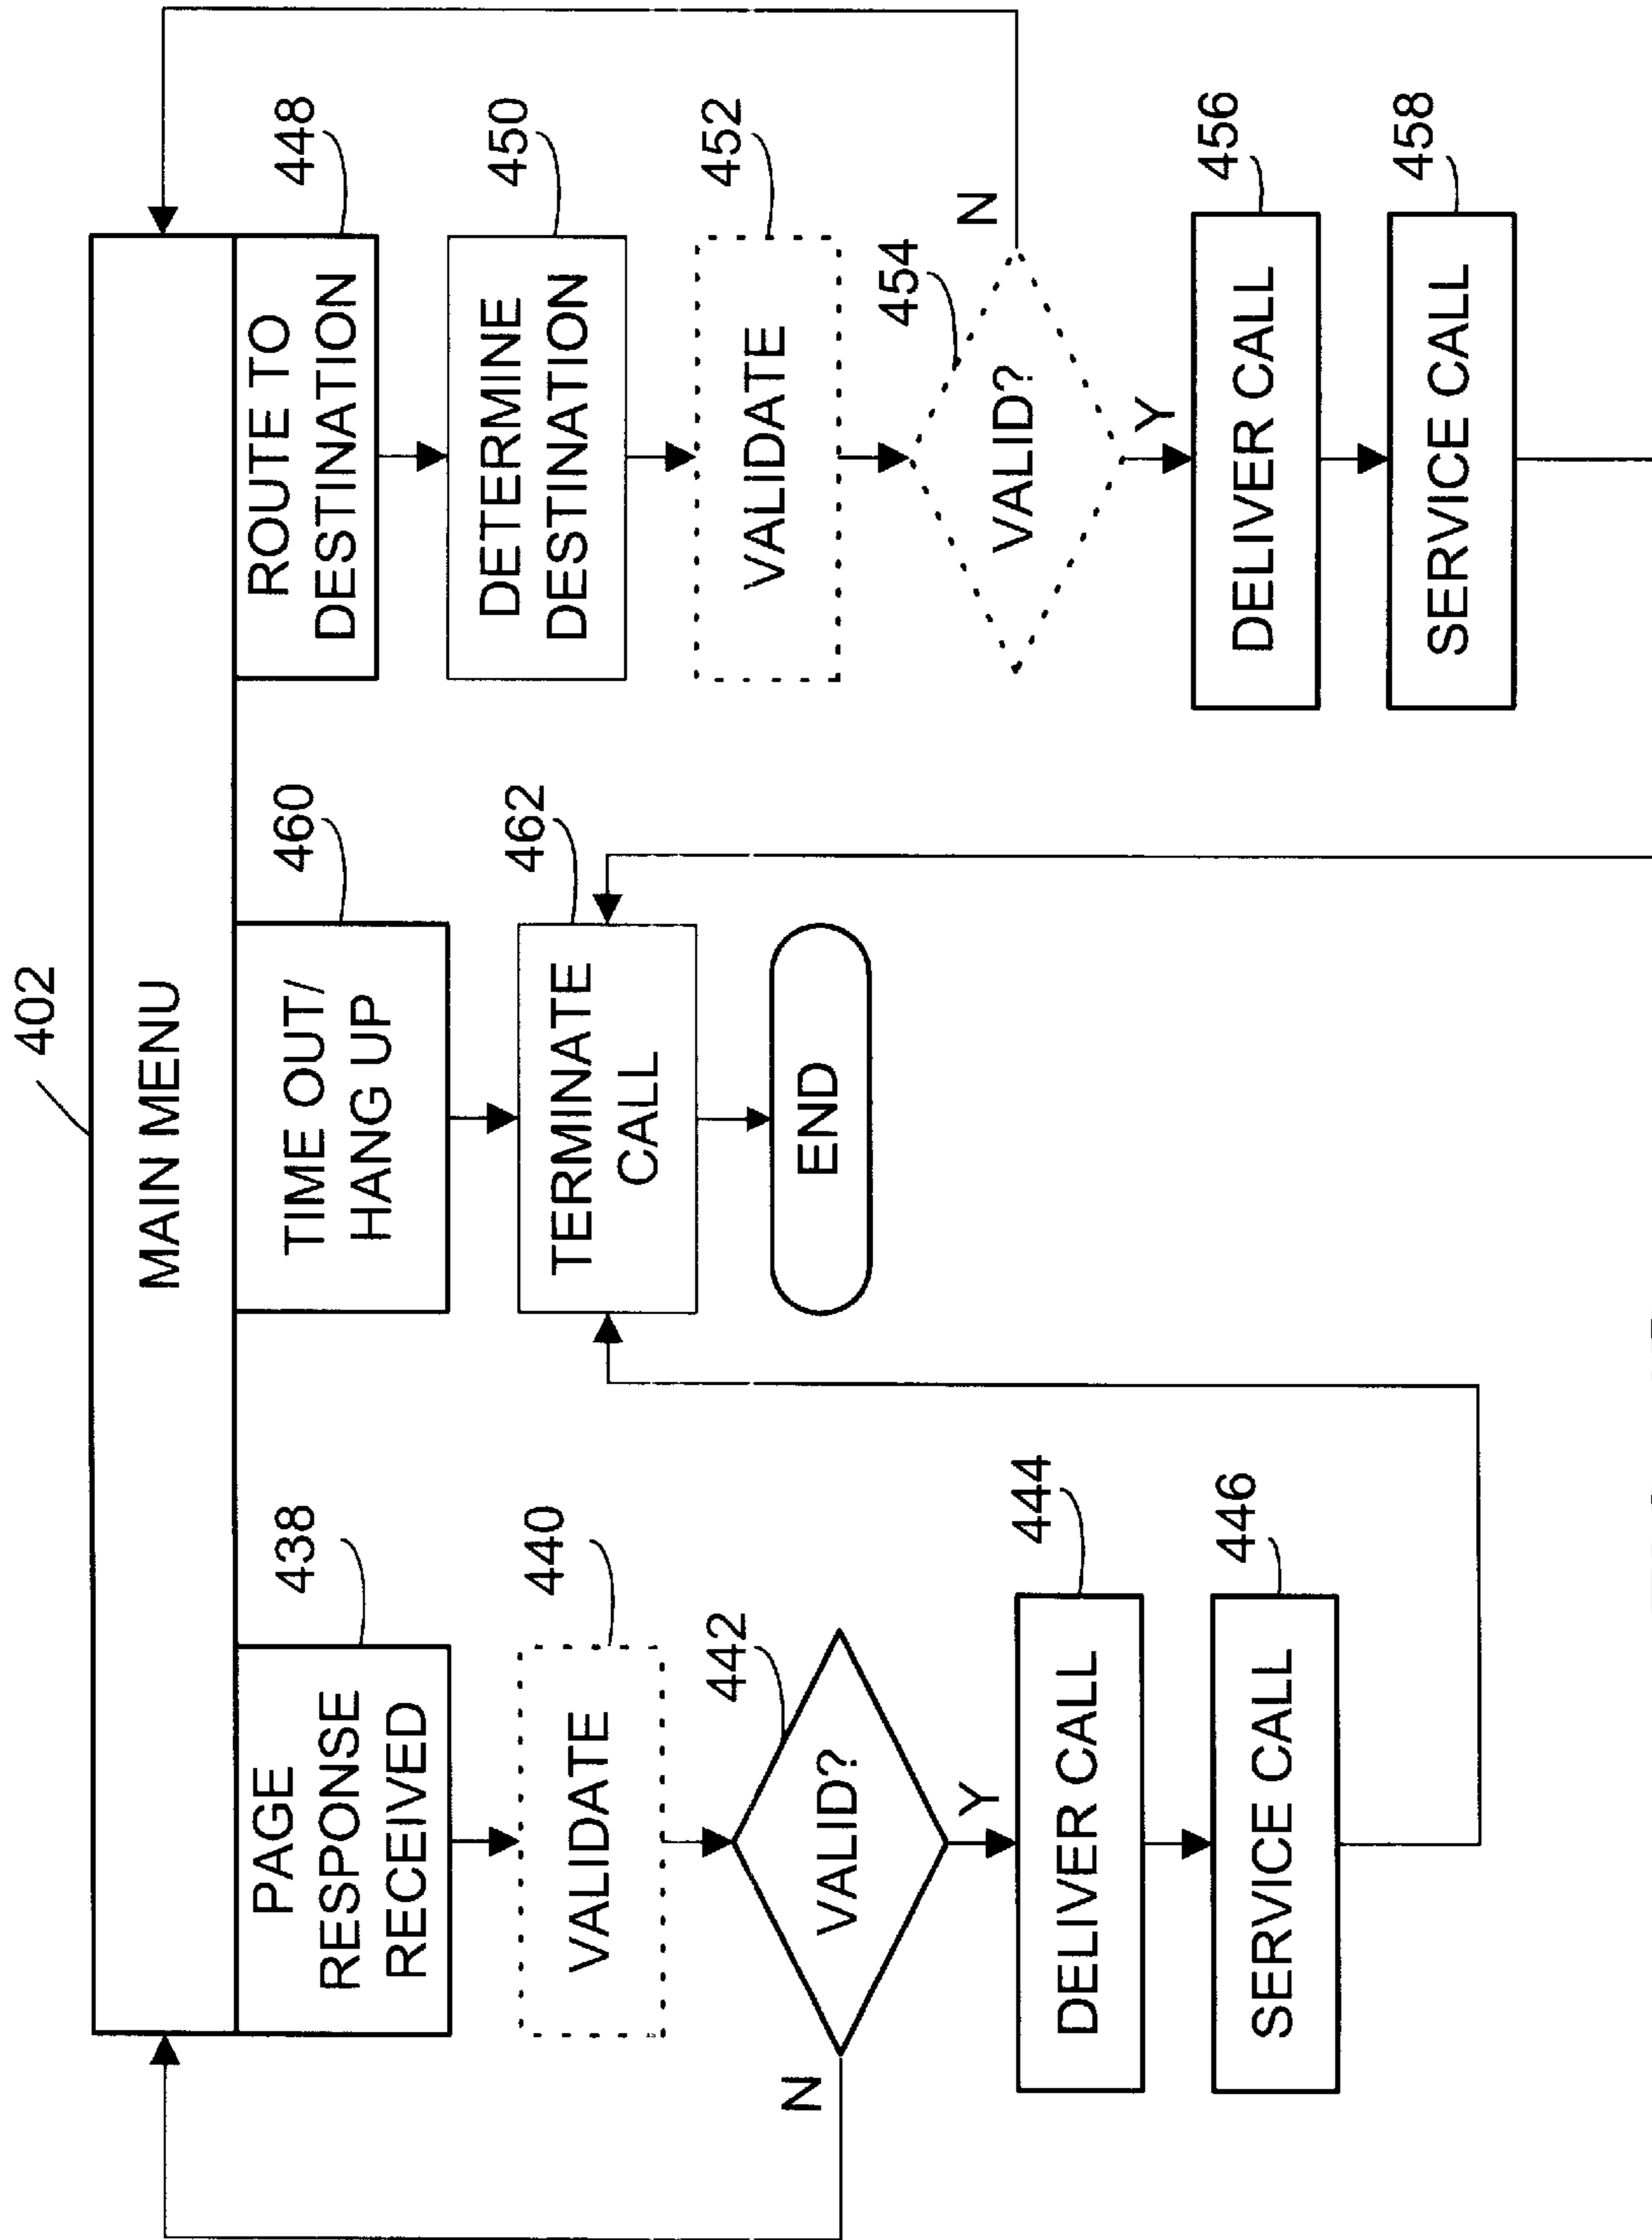 402
MAIN MENU
PAGE
RESPONSE
RECEIVED
438
VALIDATE
440
VALID?
442
N
Y
DELIVER CALL
444
SERVICE CALL
446
TIME OUT/
HANG UP
460
TERMINATE
CALL
462
END
ROUTE TO
DESTINATION
448
DETERMINE
DESTINATION
450
VALIDATE
452
VALID?
454
N
Y
DELIVER CALL
456
SERVICE CALL
458